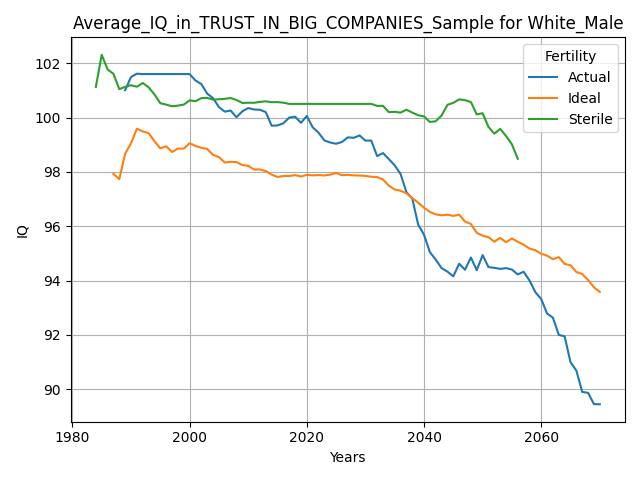 Average_IQ_in_TRUST_IN_BIG_COMPANIES_Sample for White_Male
Fertility
Actual
Ideal
Sterile
102
100
98
96
94
92
90
IQ
1980
2000
2020
2040
2060
Years